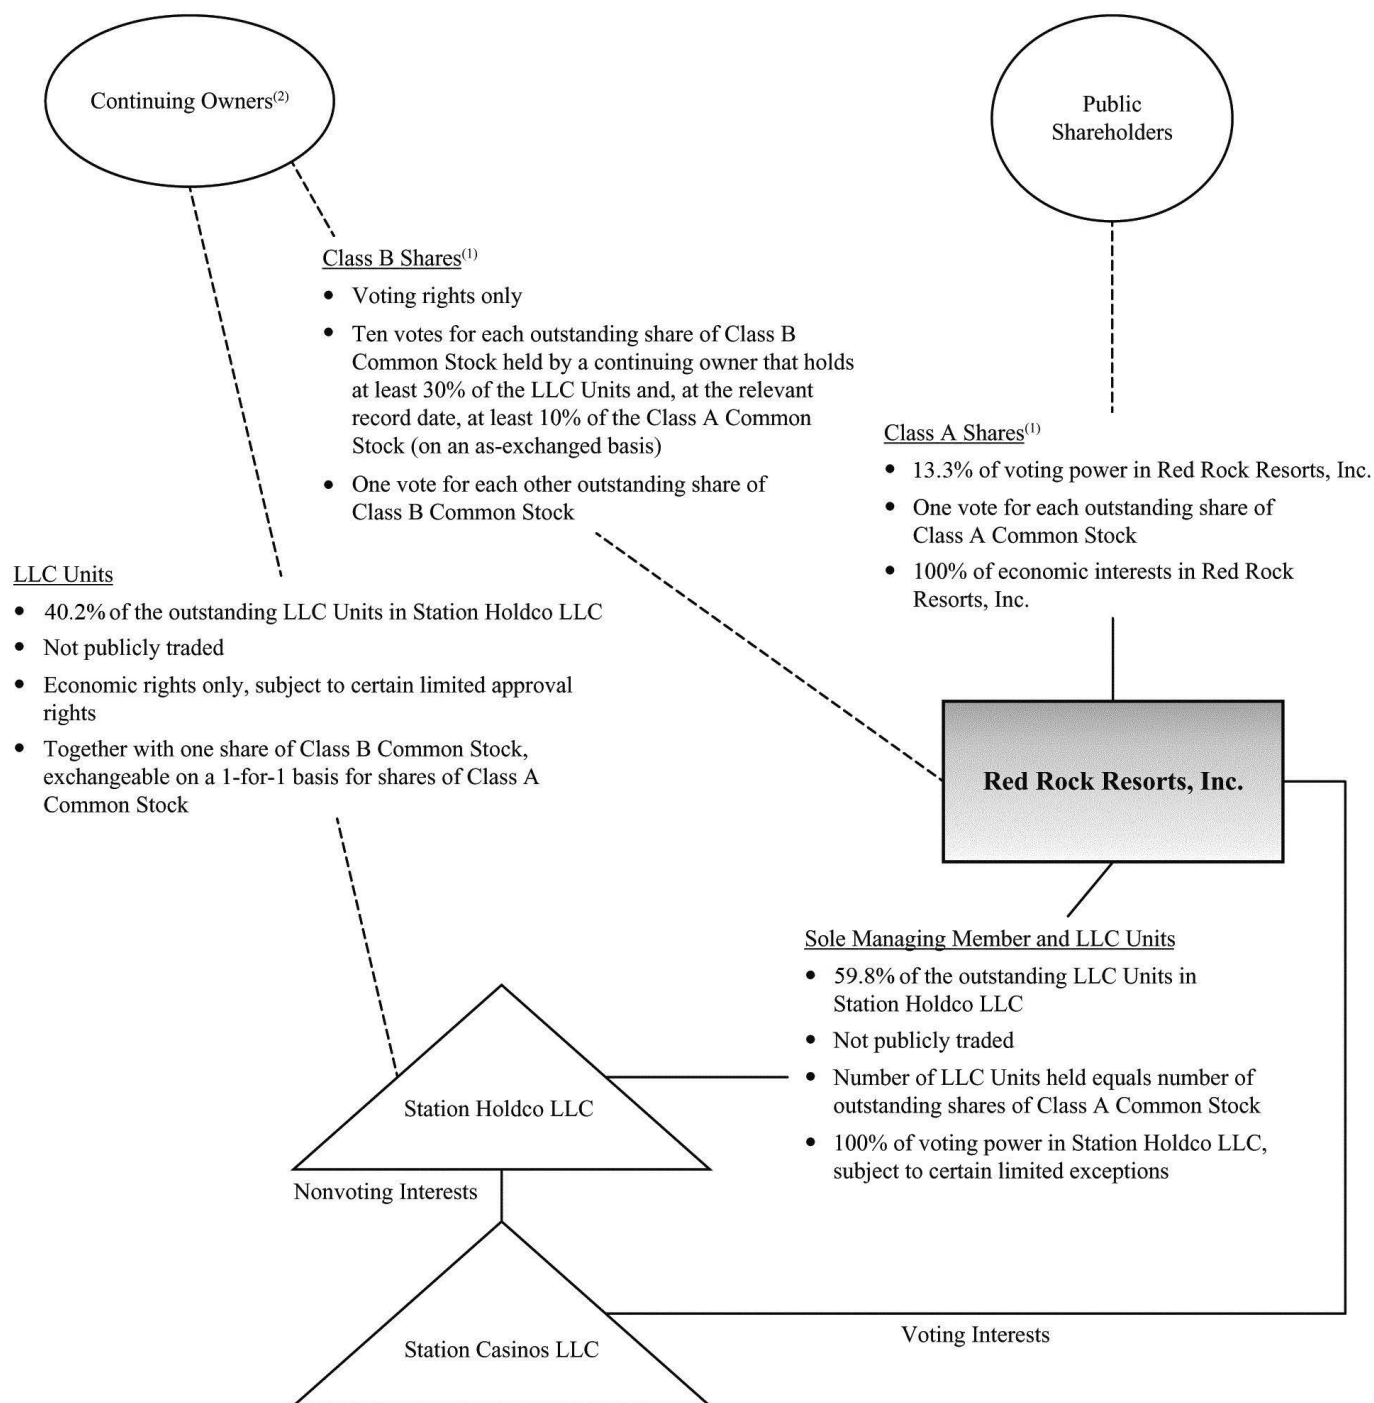 Continuing Owners(2)
Public
Shareholders
Class B Shares(1)
• Voting rights only
• Ten votes for each outstanding share of Class B
Common Stock held by a continuing owner that holds
at least 30% of the LLC Units and, at the relevant
record date, at least 10% of the Class A Common
Stock (on an as-exchanged basis)
• One vote for each other outstanding share of
Class B Common Stock
Class A Shares(1)
• 13.3% of voting power in Red Rock Resorts, Inc.
• One vote for each outstanding share of
Class A Common Stock
• 100% of economic interests in Red Rock
Resorts, Inc.
LLC Units
• 40.2% of the outstanding LLC Units in Station Holdco LLC
• Not publicly traded
• Economic rights only, subject to certain limited approval
rights
• Together with one share of Class B Common Stock,
exchangeable on a 1-for-1 basis for shares of Class A
Common Stock
Red Rock Resorts, Inc.
Sole Managing Member and LLC Units
• 59.8% of the outstanding LLC Units in
Station Holdco LLC
• Not publicly traded
• Number of LLC Units held equals number of
outstanding shares of Class A Common Stock
• 100% of voting power in Station Holdco LLC,
subject to certain limited exceptions
Station Holdco LLC
Nonvoting Interests
Voting Interests
Station Casinos LLC